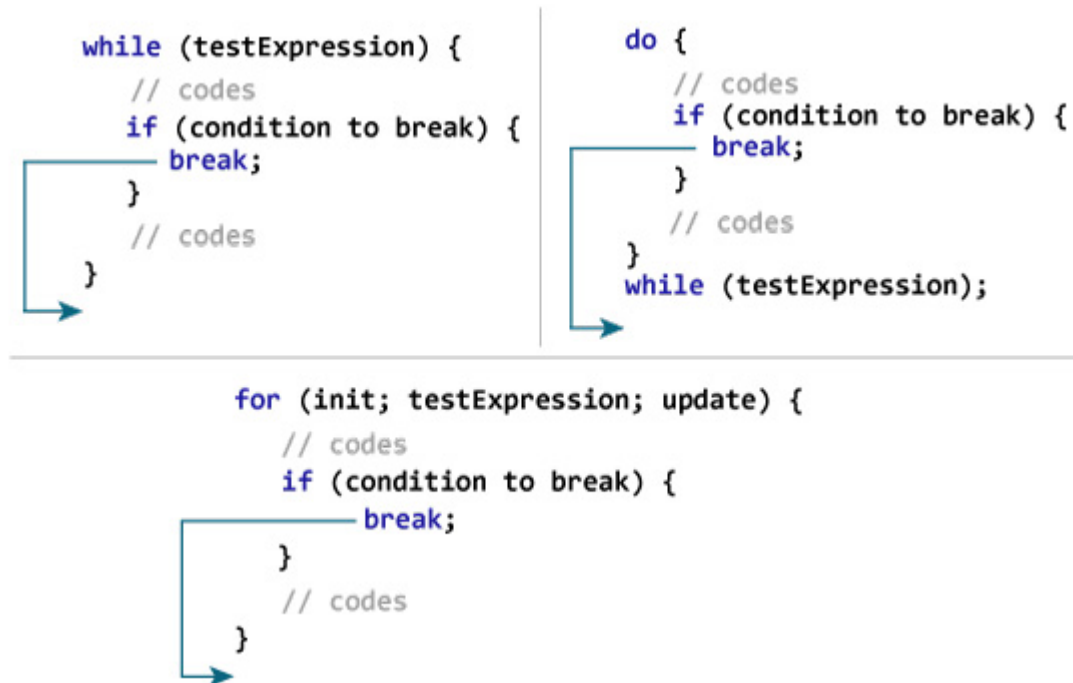 while (testExpression) {
// codes
if (condition to break) {
break;
}
// codes
}
do {
// codes
if (condition to break) {
break;
}
// codes
}
while (testExpression);
for (init; testExpression; update) {
// codes
if (condition to break) {
break;
}
// codes
}